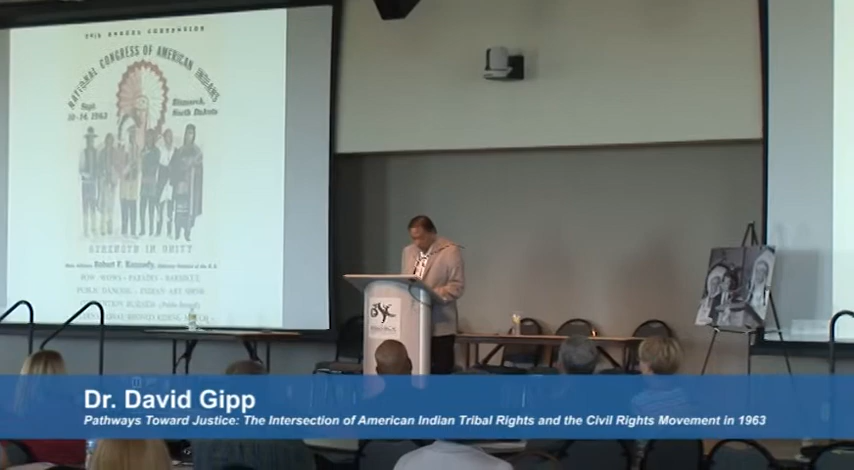 NATIONAL CONGRESS OF AMERICAN INDIANS
Sept.
10-14, 1963
Bismarck,
North Dakota
STRENGTH IN UNITY
Robert F. Kennedy,
POW-WOWS - PARADES - BANQUET
PUBLIC DANCING - INDIAN ART SHOW
Dr. David Gipp
Pathways Toward Justice: The Intersection of American Indian Tribal Rights and the Civil Rights Movement in 1963